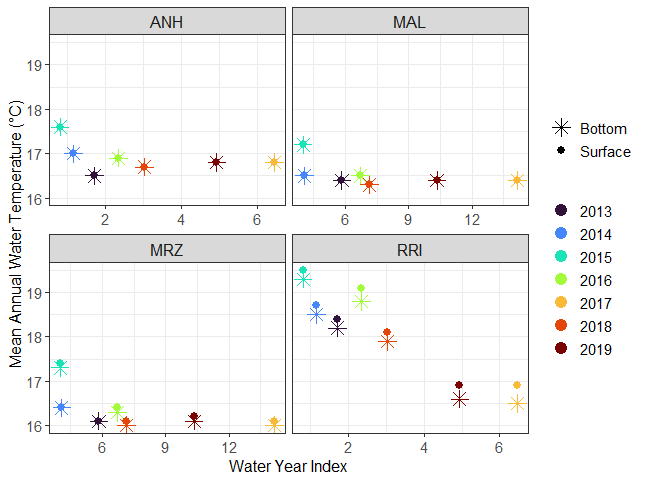 ANH MAL
19
18
17
16
2 4 6 6 9 12
MRZ RRI
19
18
17
16
6 9 12 2 4 6
Water Year Index
Mean Annual Water Temperature (°C)
Bottom
Surface
2013
2014
2015
2016
2017
2018
2019